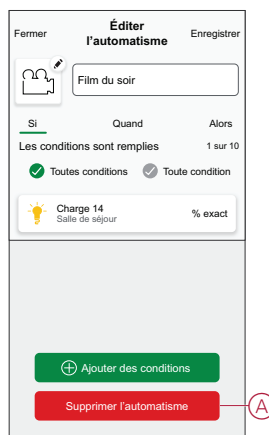 Fermer
Éditer
l'automatisme
Enregistrer
Film du soir
Si
Quand
Alors
Les conditions sont remplies
1 sur 10
Toutes conditions
Toute condition
Charge 14
Salle de séjour
% exact
Ajouter des conditions
Supprimer l'automatisme
A